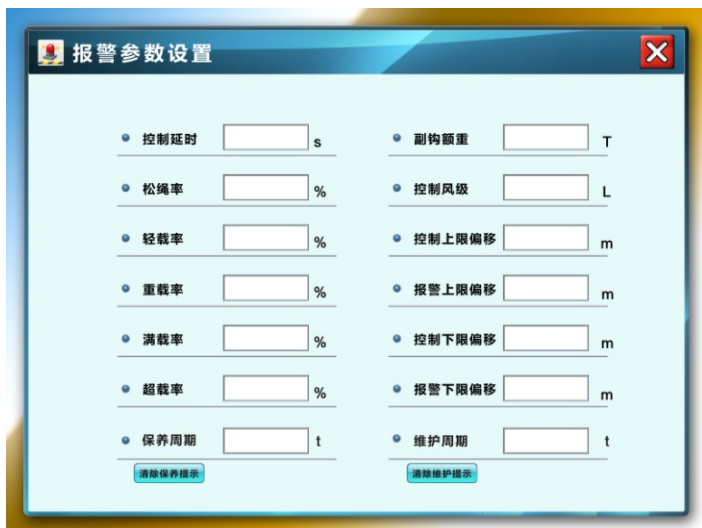 报警参数设置
控制延时 s 副钩额重 T
松绳率 % 控制风级 L
轻载率 % 控制上限偏移 m
重载率 % 报警上限偏移 m
满载率 % 控制下限偏移 m
超载率 % 报警下限偏移 m
保养周期 t 维护周期 t
清除保养提示 清除维护提示